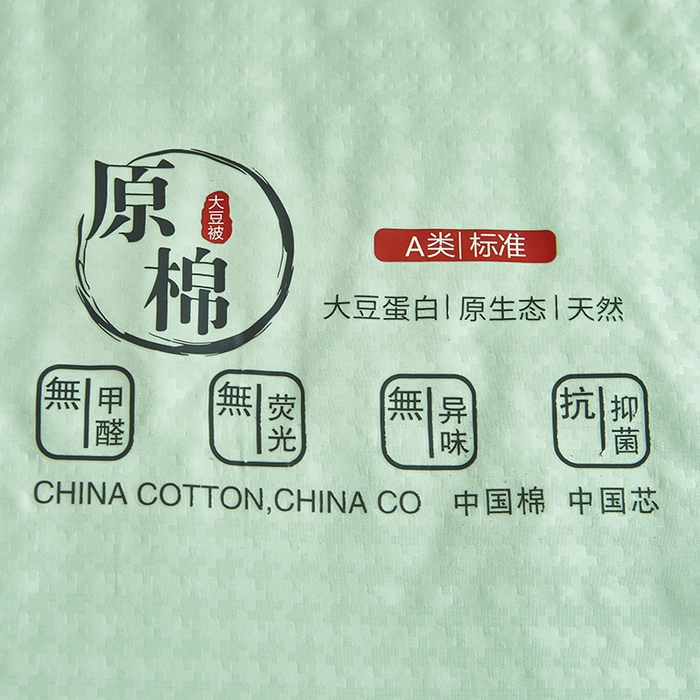 原棉
大豆被
A类|标准
大豆蛋白|原生态|天然
無|甲醛
無|荧光
無|异味
抗|抑菌
CHINA COTTON,CHINA CO 中国棉 中国芯